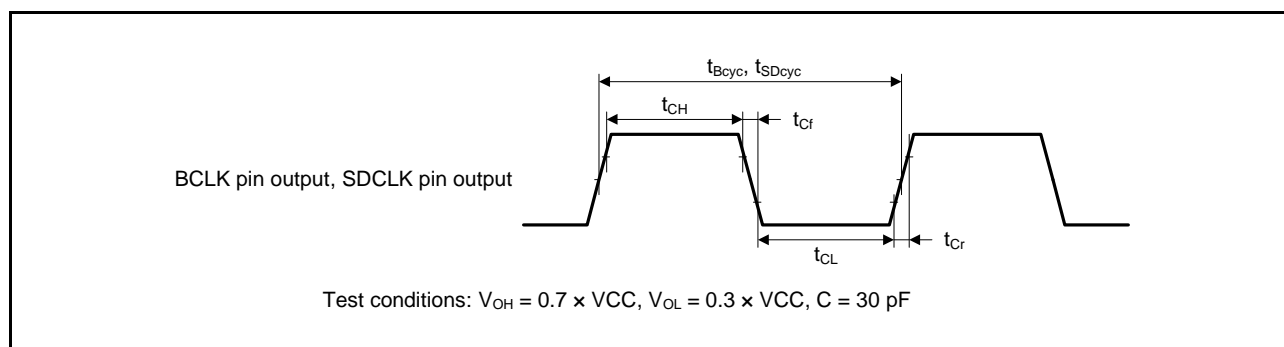 tBcyc, tSDcyc
tCH
tCf
BCLK pin output, SDCLK pin output
tCr
tCL
Test conditions: VOH = 0.7 × VCC, VOL = 0.3 × VCC, C = 30 pF